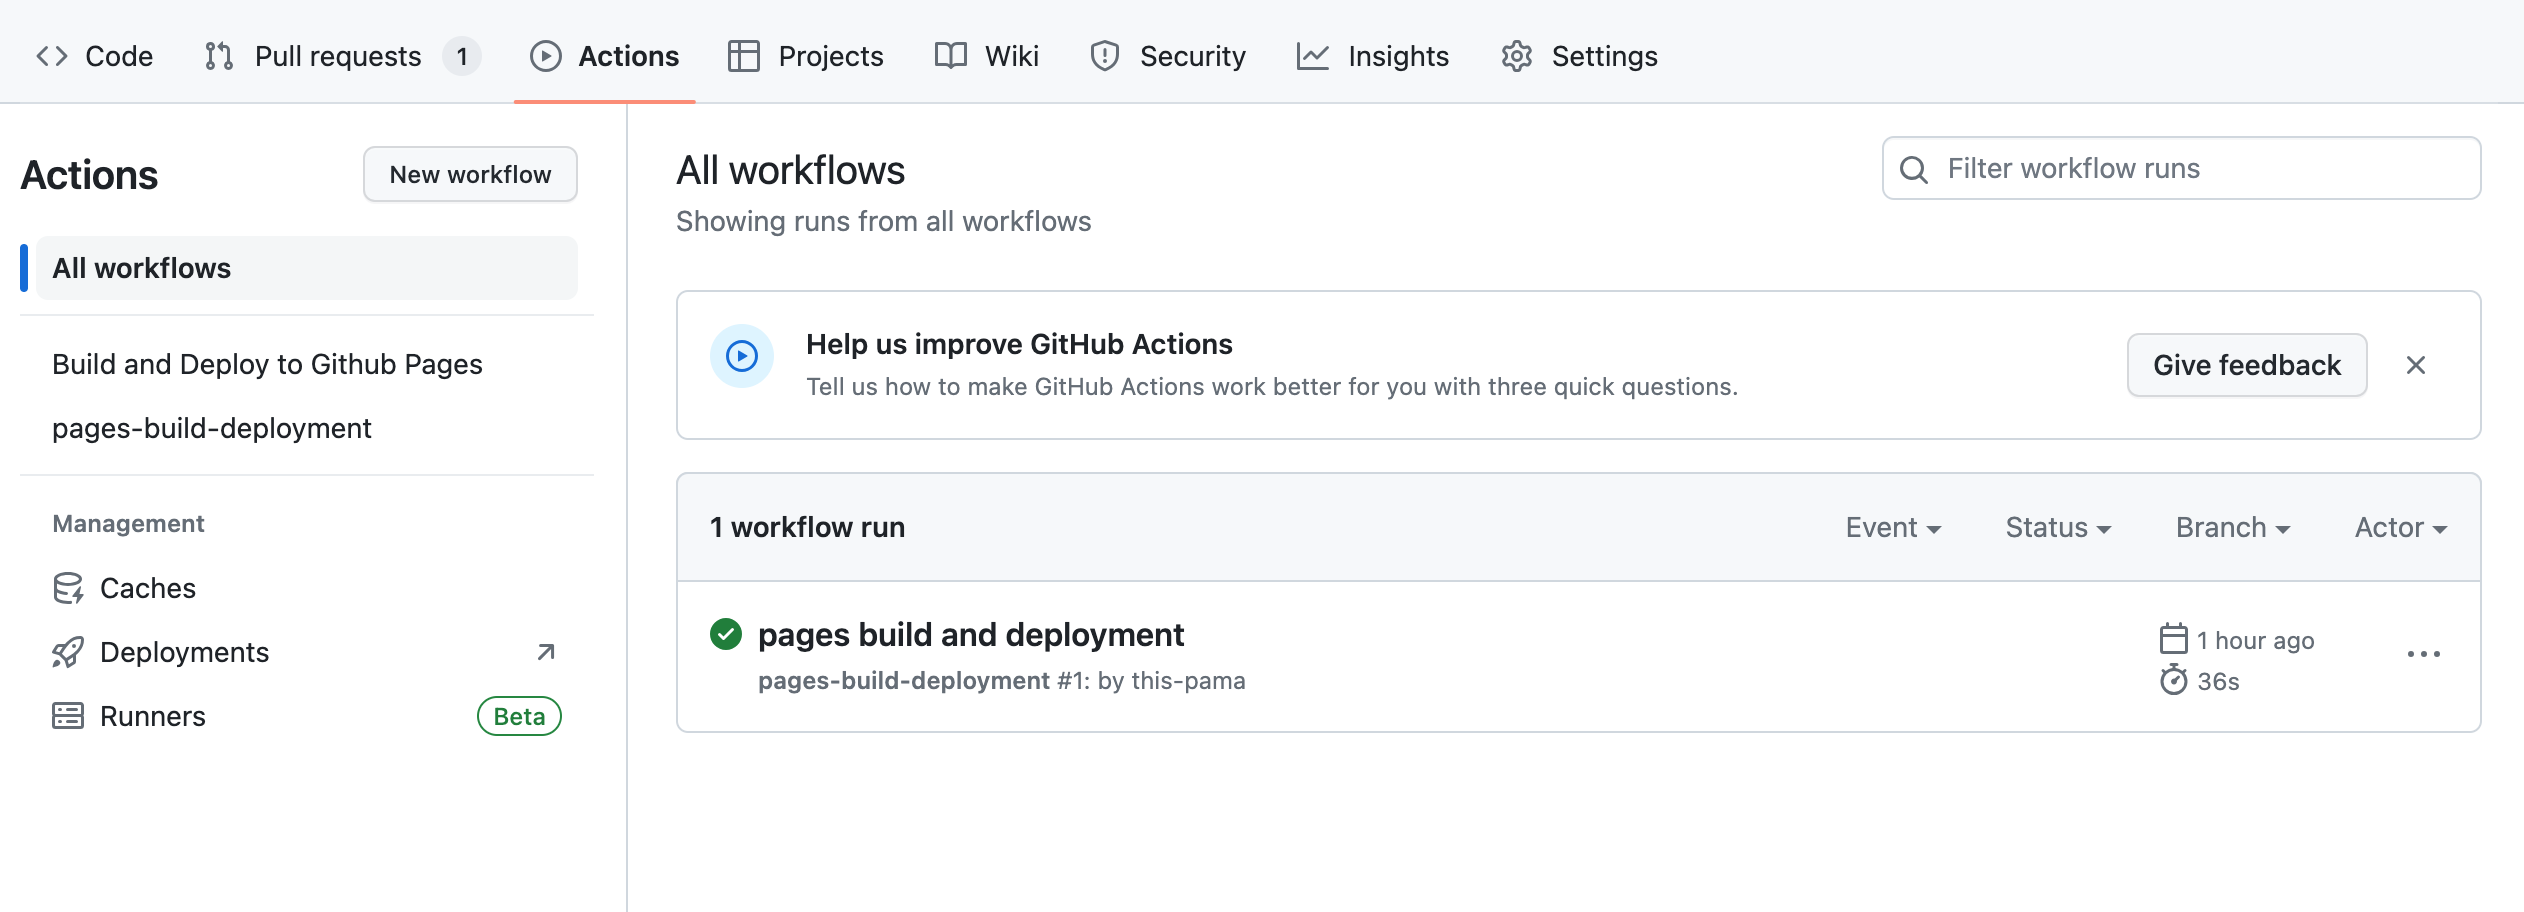 Code
Pull requests 1
Actions
Projects
Wiki
Security
Insights
Settings
Actions
New workflow
All workflows
Build and Deploy to Github Pages
pages-build-deployment
Management
Caches
Deployments
Runners
Beta
All workflows
Showing runs from all workflows
Filter workflow runs
Help us improve GitHub Actions
Tell us how to make GitHub Actions work better for you with three quick questions.
Give feedback
1 workflow run
Event
Status
Branch
Actor
pages build and deployment
pages-build-deployment #1: by this-pama
1 hour ago
36s